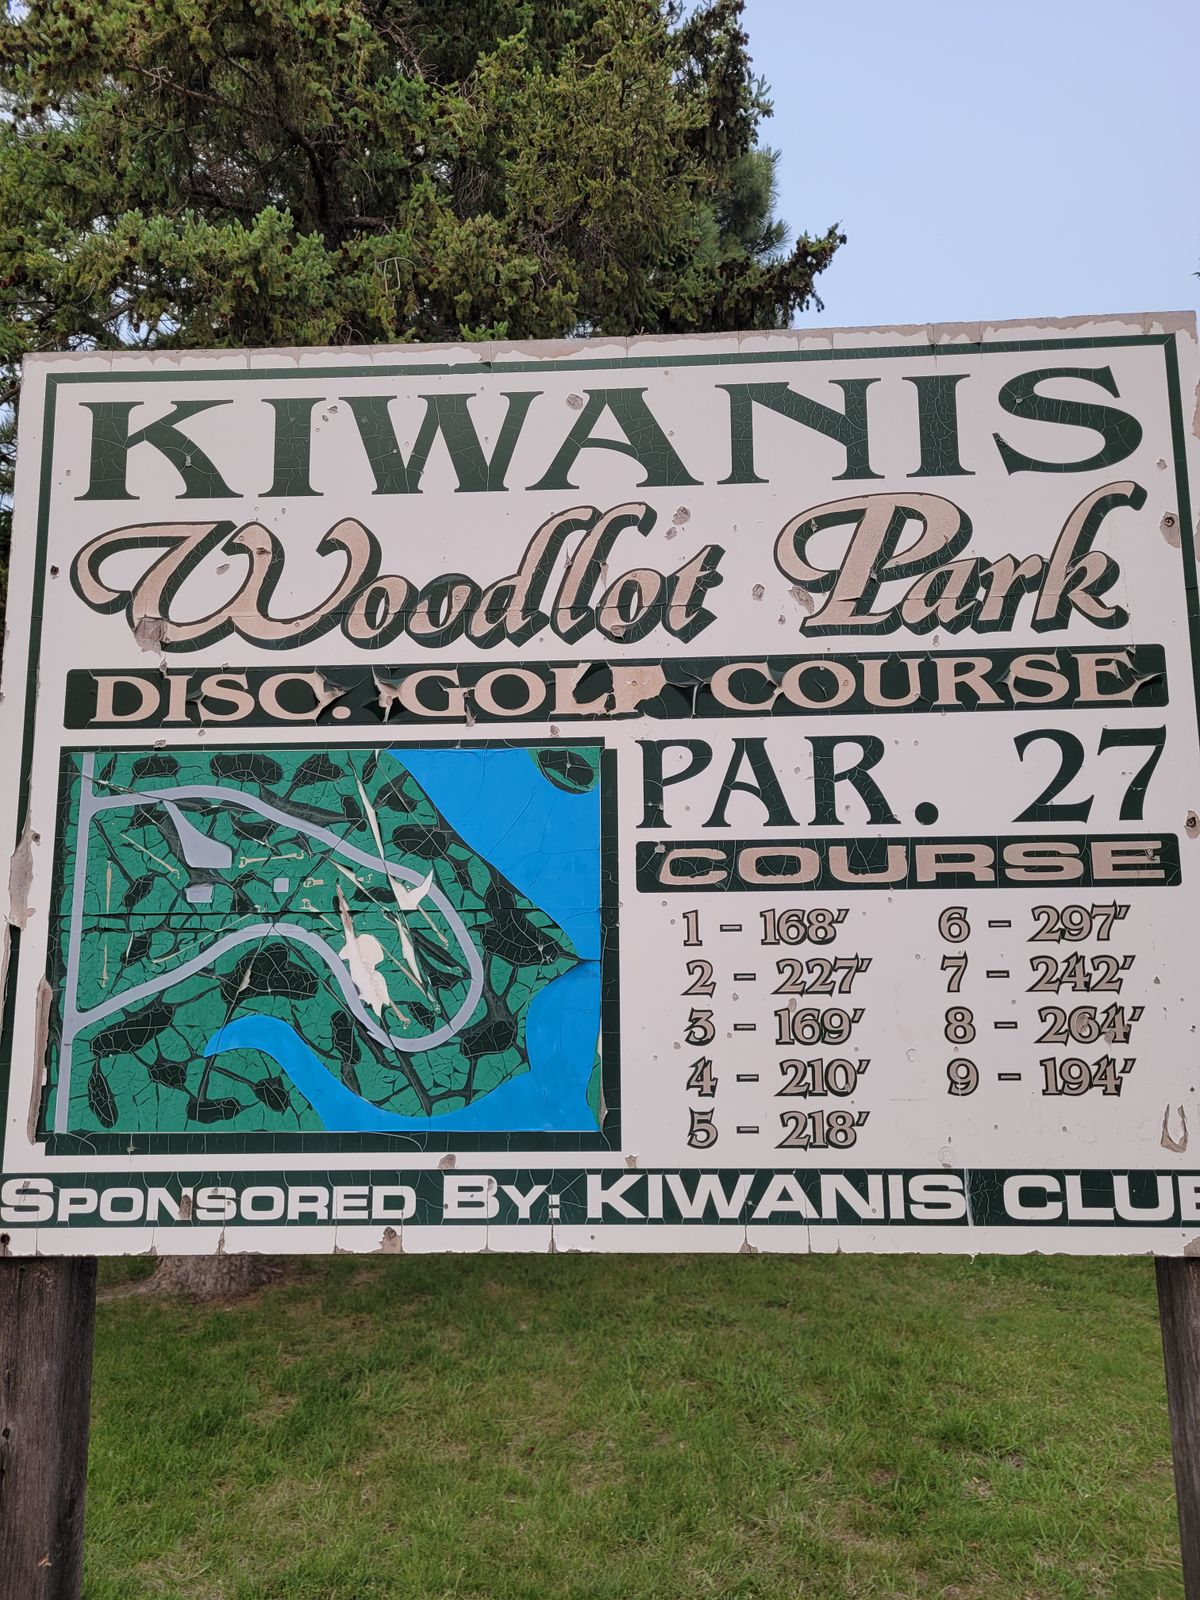 KIWANIS
Woodlot Park
DISC. GOLF COURSE
PAR. 27
COURSE
1 - 168'
2 - 227'
3 - 169'
4 - 210'
5 - 218'
6 - 297'
7 - 242'
8 - 264'
9 - 194'
SPONSORED BY: KIWANIS CLUB